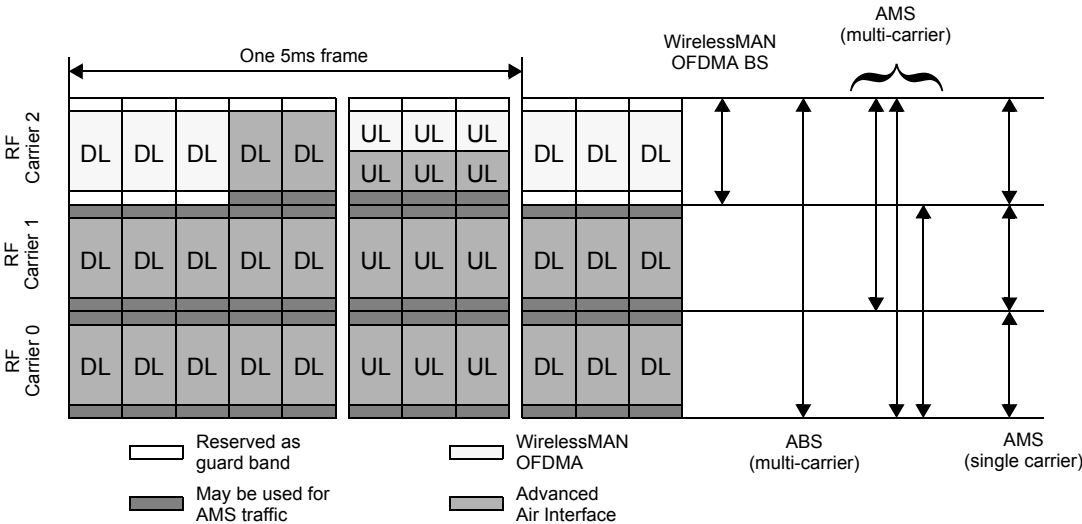 AMS
(multi-carrier)
WirelessMAN
OFDMA BS
One 5ms frame
RF
Carrier 2
DL DL DL DL DL UL UL UL DL DL DL
UL UL UL
RF
Carrier 1
DL DL DL DL DL UL UL UL DL DL DL
RF
Carrier 0
DL DL DL DL DL UL UL UL DL DL DL
Reserved as
guard band
WirelessMAN
OFDMA
May be used for
AMS traffic
Advanced
Air Interface
ABS
(multi-carrier)
AMS
(single carrier)